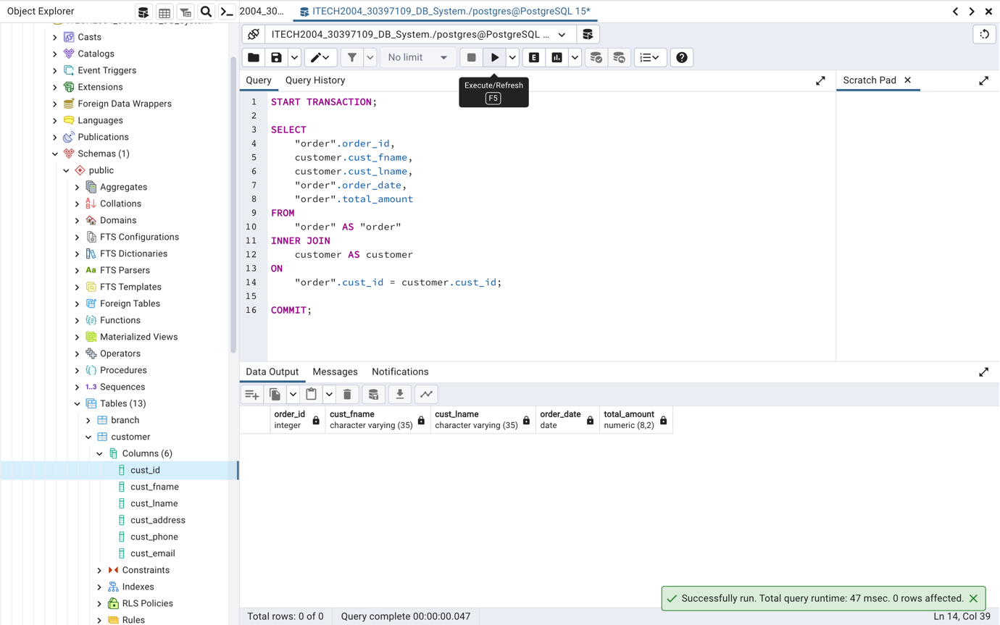 Object Explorer
2004_30...
ITECH2004_30397109_DB_System./postgres@PostgreSQL 15*
Casts
Catalogs
Event Triggers
Extensions
Foreign Data Wrappers
Languages
Publications
Schemas (1)
public
Aggregates
Collations
Domains
FTS Configurations
FTS Dictionaries
Aa FTS Parsers
FTS Templates
Foreign Tables
Functions
Materialized Views
Operators
Procedures
1..3 Sequences
Tables (13)
branch
customer
Columns (6)
cust_id
cust_fname
cust_lname
cust_address
cust_phone
cust_email
Constraints
Indexes
RLS Policies
Rules
ITECH2004_30397109_DB_System./postgres@PostgreSQL ...
No limit
E
Execute/Refresh
F5
Query
Query History
Scratch Pad
1 START TRANSACTION;
2
3 SELECT
4 "order".order_id,
5 customer.cust_fname,
6 customer.cust_lname,
7 "order".order_date,
8 "order".total_amount
9 FROM
10 "order" AS "order"
11 INNER JOIN
12 customer AS customer
13 ON
14 "order".cust_id = customer.cust_id;
15
16 COMMIT;
Data Output
Messages
Notifications
order_id
integer
cust_fname
character varying (35)
cust_lname
character varying (35)
order_date
date
total_amount
numeric (8,2)
Successfully run. Total query runtime: 47 msec. 0 rows affected.
Total rows: 0 of 0
Query complete 00:00:00.047
Ln 14, Col 39